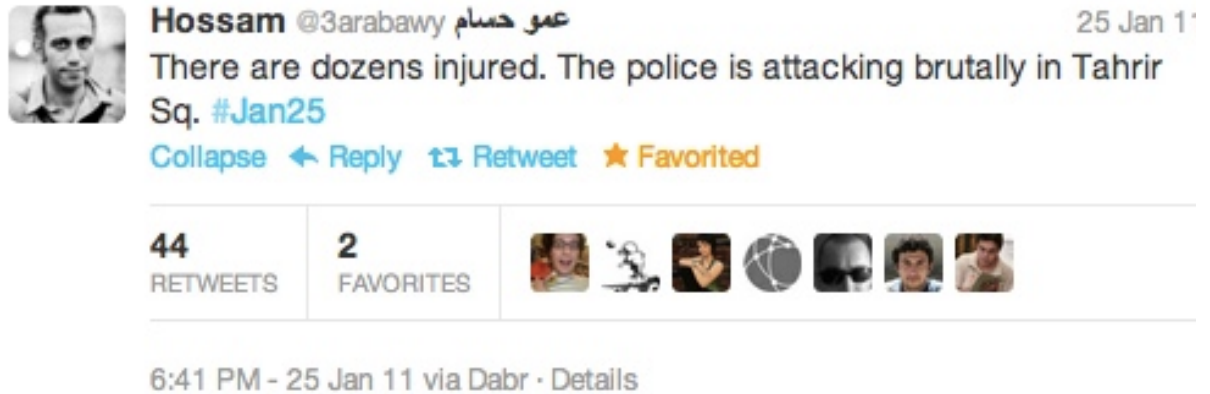 Hossam @3arabawy عمو حسام 25 Jan 11
There are dozens injured. The police is attacking brutally in Tahrir
Sq. #Jan25
Collapse Reply Retweet Favorited
44 2
RETWEETS FAVORITES
6:41 PM - 25 Jan 11 via Dabr · Details